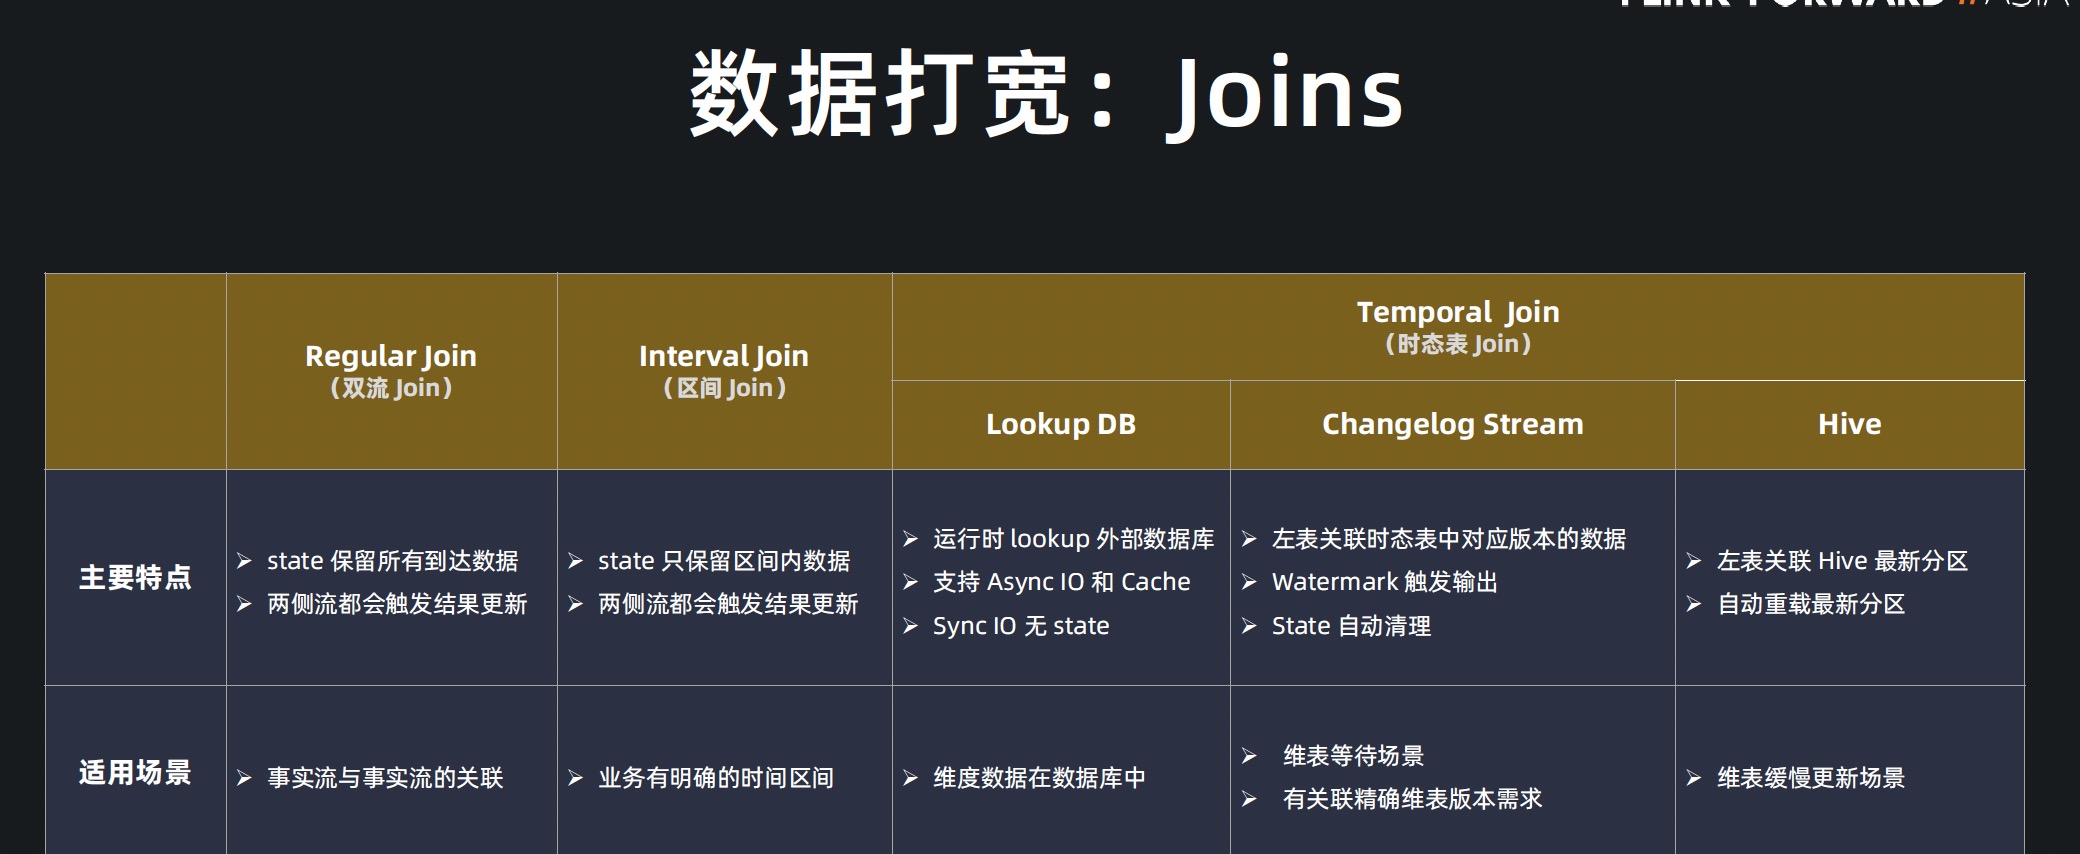 数据打宽：Joins
Regular Join
（双流 Join）
Interval Join
（区间 Join）
Temporal Join
（时态表 Join）
Lookup DB
Changelog Stream
Hive
主要特点
➢ state 保留所有到达数据
➢ 两侧流都会触发结果更新
➢ state 只保留区间内数据
➢ 两侧流都会触发结果更新
➢ 运行时 lookup 外部数据库
➢ 支持 Async IO 和 Cache
➢ Sync IO 无 state
➢ 左表关联时态表中对应版本的数据
➢ Watermark 触发输出
➢ State 自动清理
➢ 左表关联 Hive 最新分区
➢ 自动重载最新分区
适用场景
➢ 事实流与事实流的关联
➢ 业务有明确的时间区间
➢ 维度数据在数据库中
➢ 维表等待场景
➢ 有关联精确维表版本需求
➢ 维表缓慢更新场景